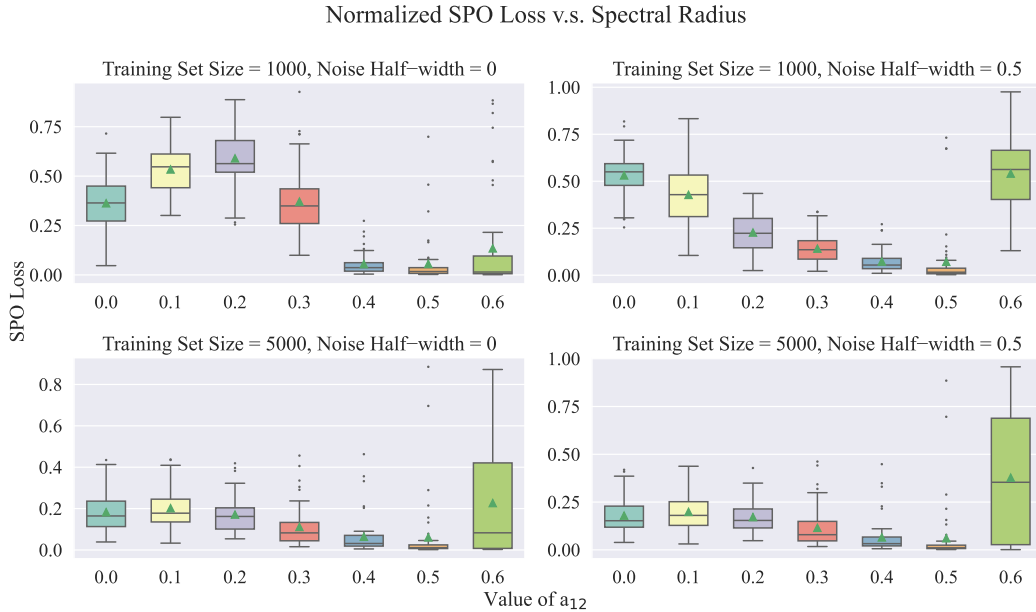 Normalized SPO Loss v.s. Spectral Radius
Training Set Size = 1000, Noise Half−width = 0
Training Set Size = 1000, Noise Half−width = 0.5
0.75
0.50
0.25
0.00
1.00
0.75
0.50
0.25
0.00
0.0 0.1 0.2 0.3 0.4 0.5 0.6
0.0 0.1 0.2 0.3 0.4 0.5 0.6
SPO Loss
Training Set Size = 5000, Noise Half−width = 0
Training Set Size = 5000, Noise Half−width = 0.5
0.8
0.6
0.4
0.2
0.0
1.00
0.75
0.50
0.25
0.00
0.0 0.1 0.2 0.3 0.4 0.5 0.6
0.0 0.1 0.2 0.3 0.4 0.5 0.6
Value of a₁₂